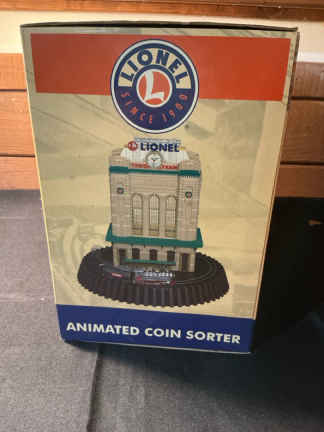 LIONEL
L
SINCE 1900
LIONEL
ANIMATED COIN SORTER